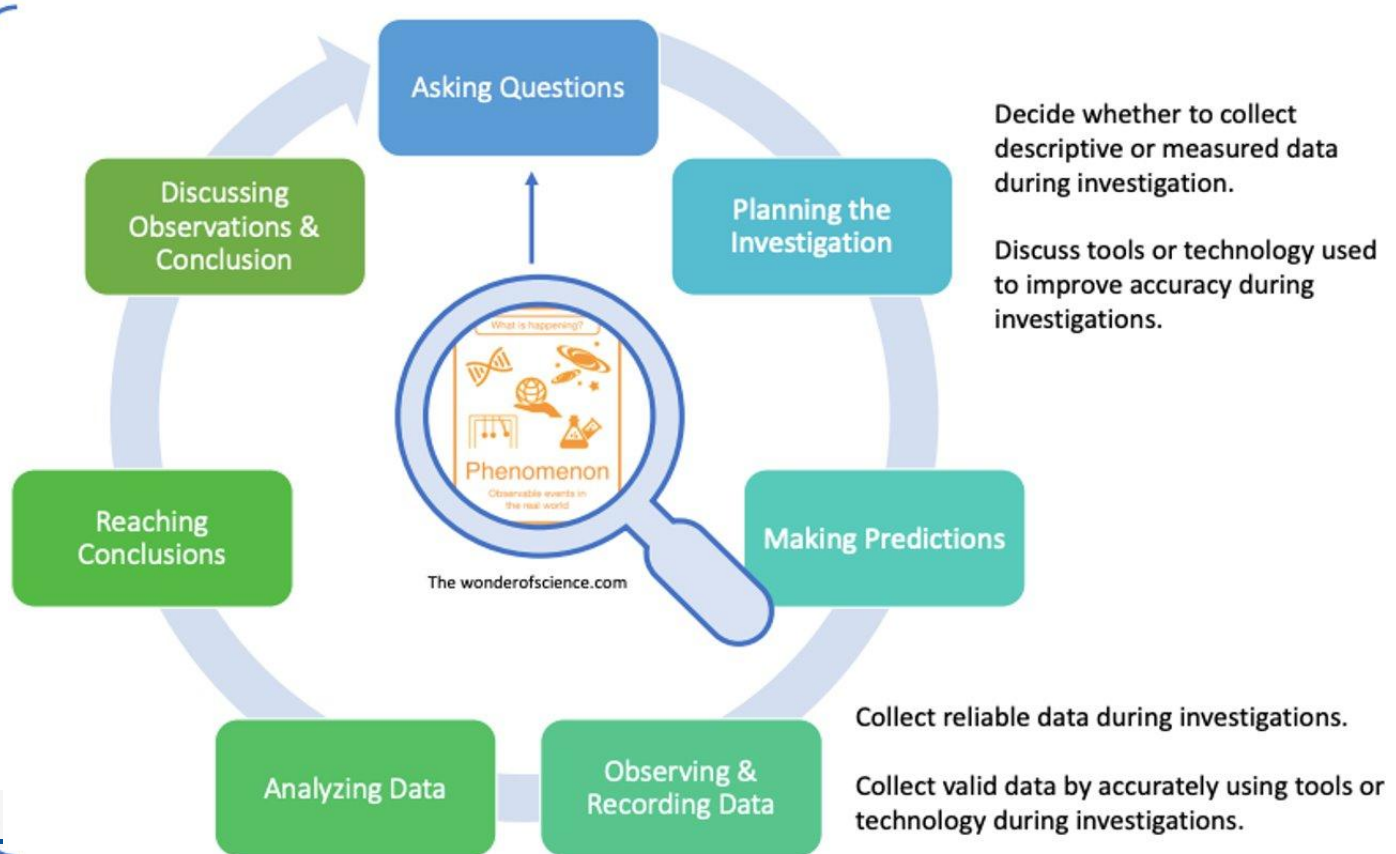 Asking Questions
Decide whether to collect
descriptive or measured data
during investigation.
Discuss tools or technology used
to improve accuracy during
investigations.
Planning the
Investigation
Making Predictions
Collect reliable data during investigations.
Collect valid data by accurately using tools or
technology during investigations.
Observing &
Recording Data
Analyzing Data
Reaching
Conclusions
Discussing
Observations &
Conclusion
What is happening?
Phenomenon
Observable events in
the real world
The wonderofscience.com